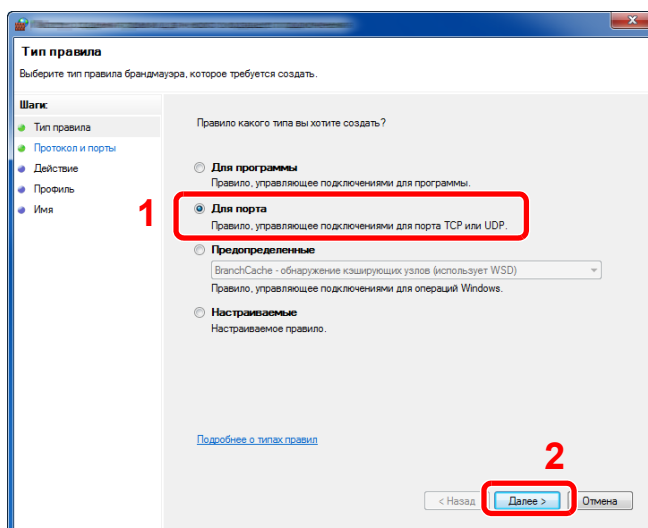 Тип правила
Выберите тип правила брандмауэра, которое требуется создать.
Шаги:
Тип правила
Протокол и порты
Действие
Профиль
Имя
Правило какого типа вы хотите создать?
Для программы
Правило, управляющее подключениями для программы.
1
Для порта
Правило, управляющее подключениями для порта TCP или UDP.
Предопределенные
BranchCache - обнаружение кэширующих узлов (использует WSD)
Правило, управляющее подключениями для операций Windows.
Настраиваемые
Настраиваемое правило.
Подробнее о типах правил
2
< Назад
Далее >
Отмена